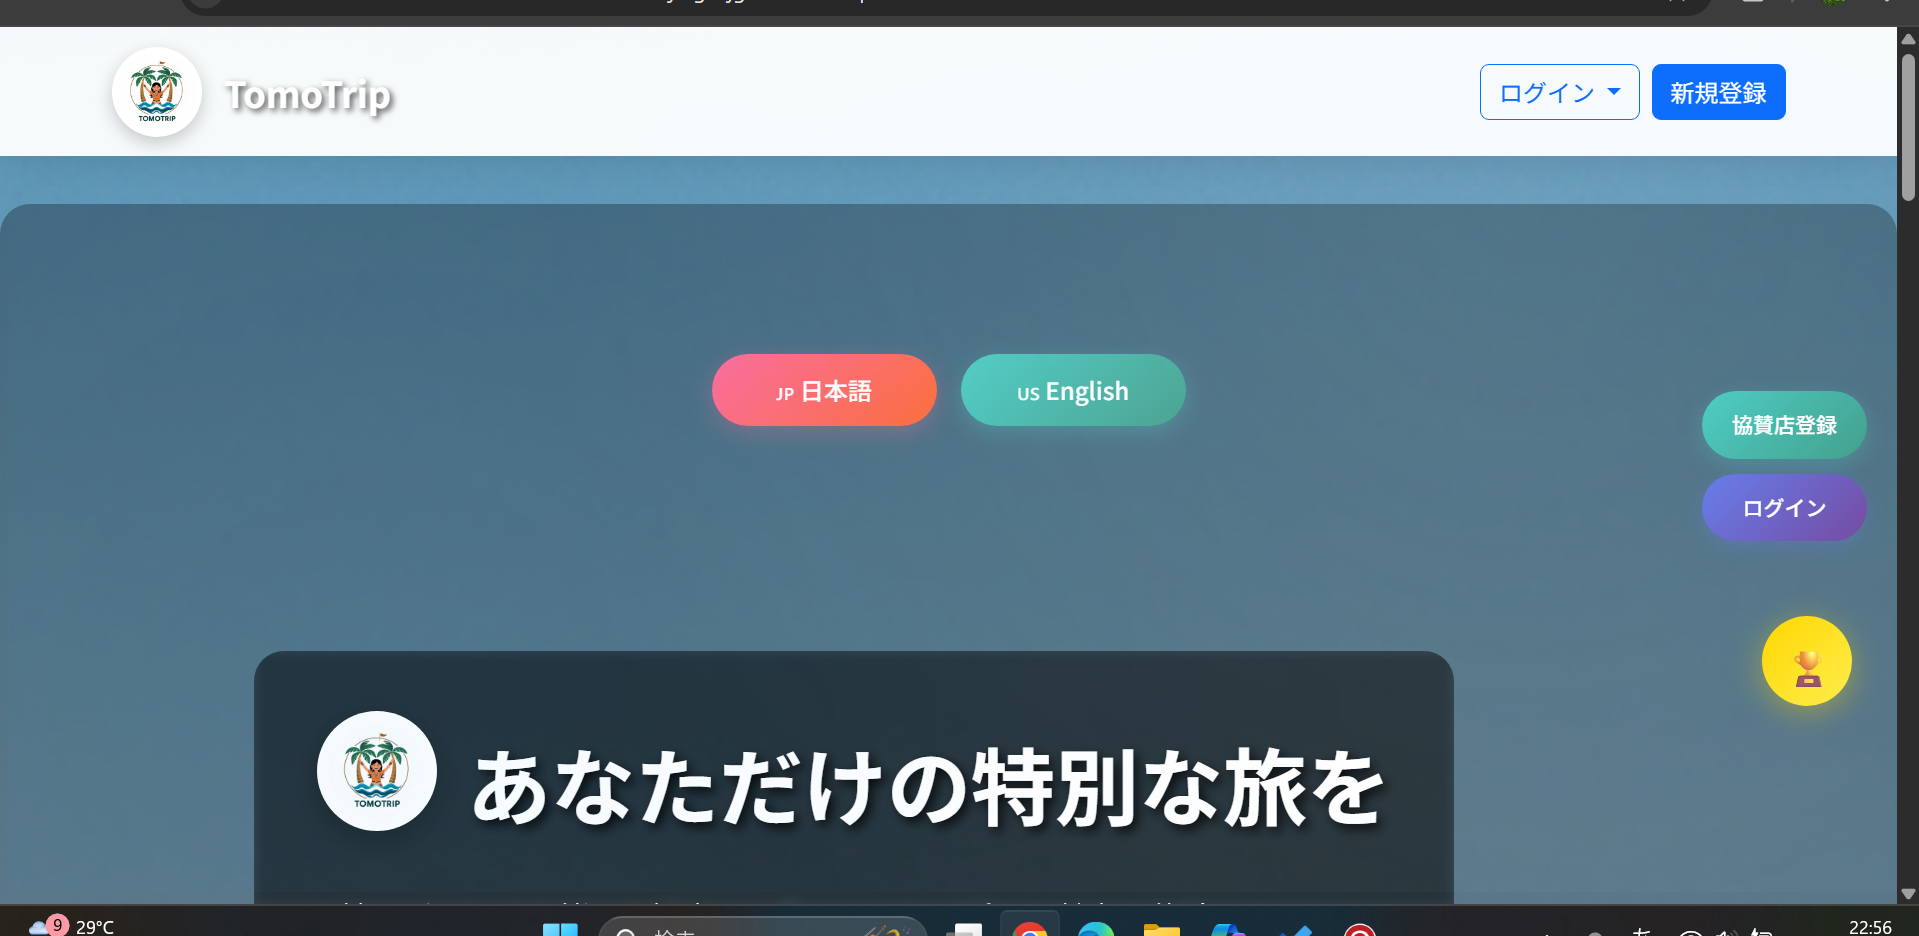 TOMOTRIP
TomoTrip
ログイン
新規登録
JP 日本語
US English
協賛店登録
ログイン
TOMOTRIP
あなただけの特別な旅を
9
29°C
検索
あ
22:56